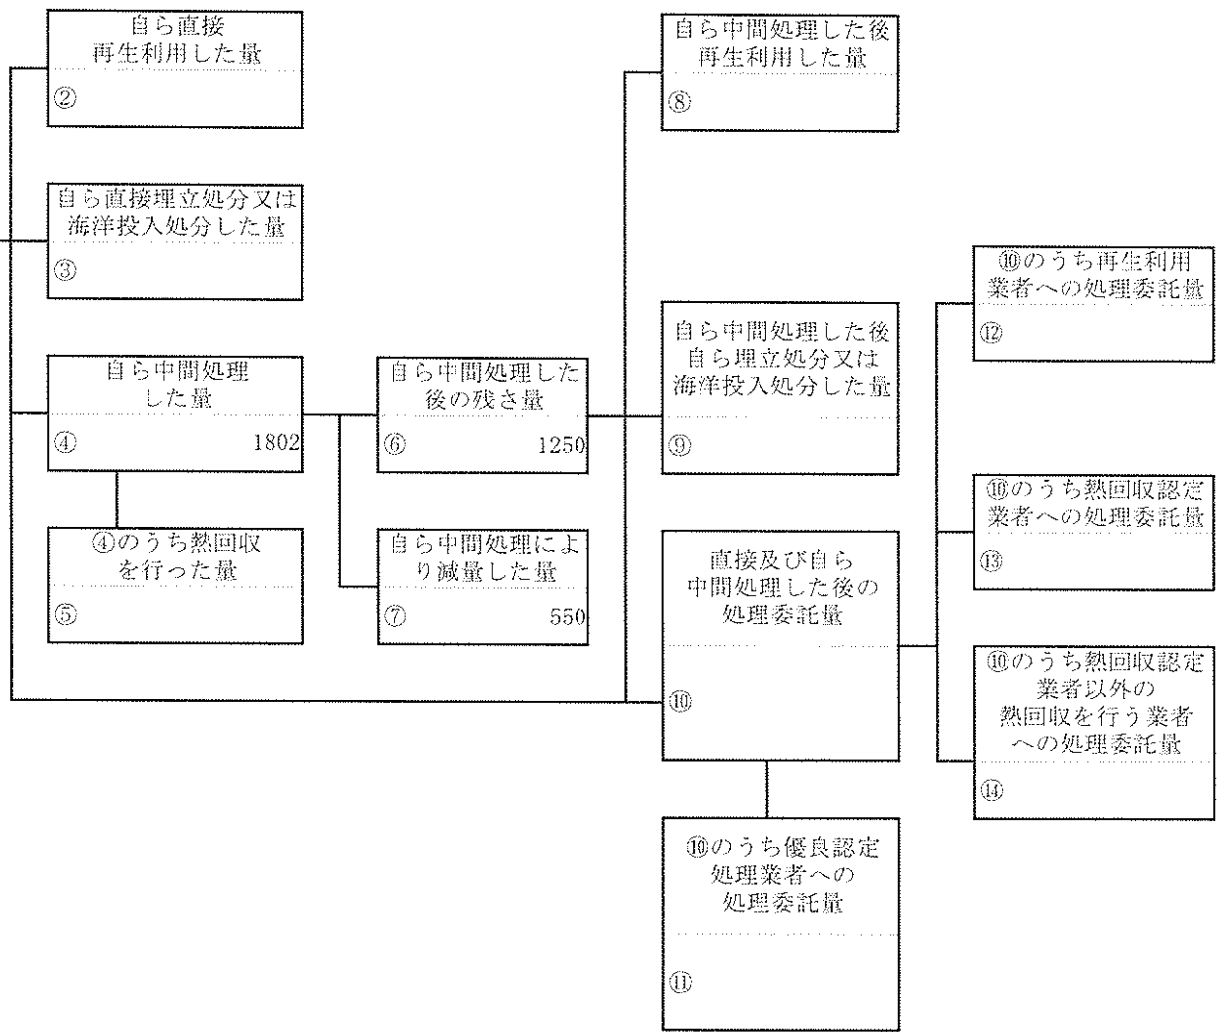 自ら直接
再生利用した量
②
自ら直接埋立処分又は
海洋投入処分した量
③
自ら中間処理
した量
④ 1802
④のうち熱回収
を行った量
⑤
自ら中間処理した
後の残さ量
⑥ 1250
自ら中間処理によ
り減量した量
⑦ 550
自ら中間処理した後
再生利用した量
⑧
自ら中間処理した後
自ら埋立処分又は
海洋投入処分した量
⑨
直接及び自ら
中間処理した後の
処理委託量
⑩
⑩のうち優良認定
処理業者への
処理委託量
⑪
⑩のうち再生利用
業者への処理委託量
⑫
⑩のうち熱回収認定
業者への処理委託量
⑬
⑩のうち熱回収認定
業者以外の
熱回収を行う業者
への処理委託量
⑭